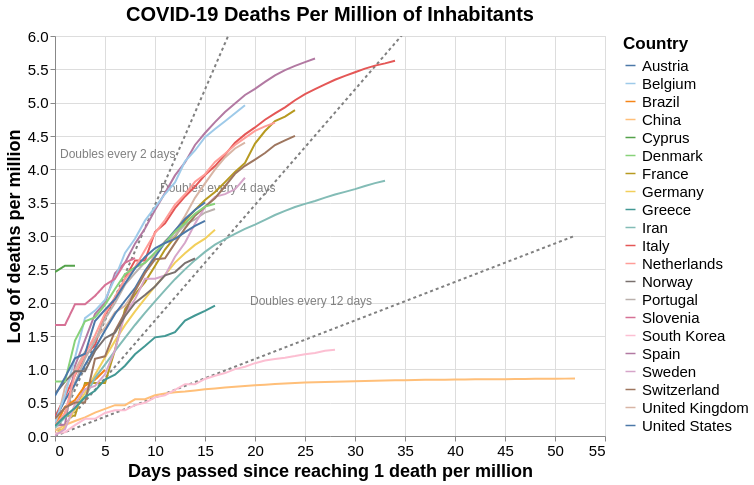 COVID-19 Deaths Per Million of Inhabitants
Log of deaths per million
6.0
5.5
5.0
4.5
4.0
3.5
3.0
2.5
2.0
1.5
1.0
0.5
0.0
Doubles every 2 days
Doubles every 4 days
Doubles every 12 days
0 5 10 15 20 25 30 35 40 45 50 55
Days passed since reaching 1 death per million
Country
Austria
Belgium
Brazil
China
Cyprus
Denmark
France
Germany
Greece
Iran
Italy
Netherlands
Norway
Portugal
Slovenia
South Korea
Spain
Sweden
Switzerland
United Kingdom
United States